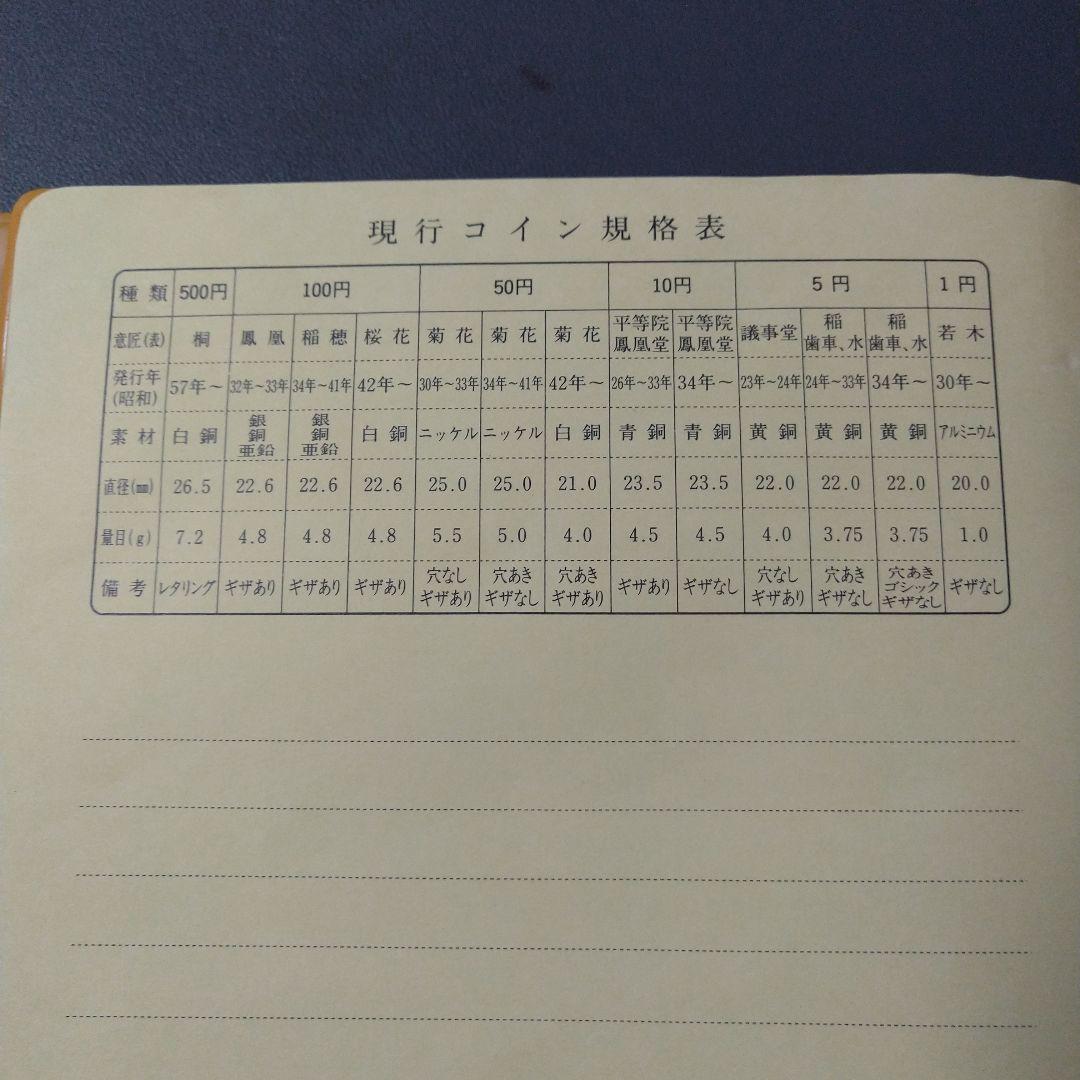 現行コイン規格表
種類 500円 100円 50円 10円 5円 1円
意匠(表) 桐 鳳凰 稲穂 桜花 菊花 菊花 菊花 平等院鳳凰堂 平等院鳳凰堂 議事堂 稲歯車、水 稲歯車、水 若木
発行年(昭和) 57年～ 32年～33年 34年～41年 42年～ 30年～33年 34年～41年 42年～ 26年～33年 34年～ 23年～24年 24年～33年 34年～ 30年～
素材 白銅 銀銅亜鉛 銀銅亜鉛 白銅 ニッケル ニッケル 白銅 青銅 青銅 黄銅 黄銅 黄銅 アルミニウム
直径(㎜) 26.5 22.6 22.6 22.6 25.0 25.0 21.0 23.5 23.5 22.0 22.0 22.0 20.0
量目(g) 7.2 4.8 4.8 4.8 5.5 5.0 4.0 4.5 4.5 4.0 3.75 3.75 1.0
備考 レタリング ギザあり ギザあり ギザあり 穴なしギザあり 穴あきギザなし 穴あきギザあり ギザあり ギザなし 穴なしギザあり 穴あきギザなし 穴あきゴシックギザなし ギザなし